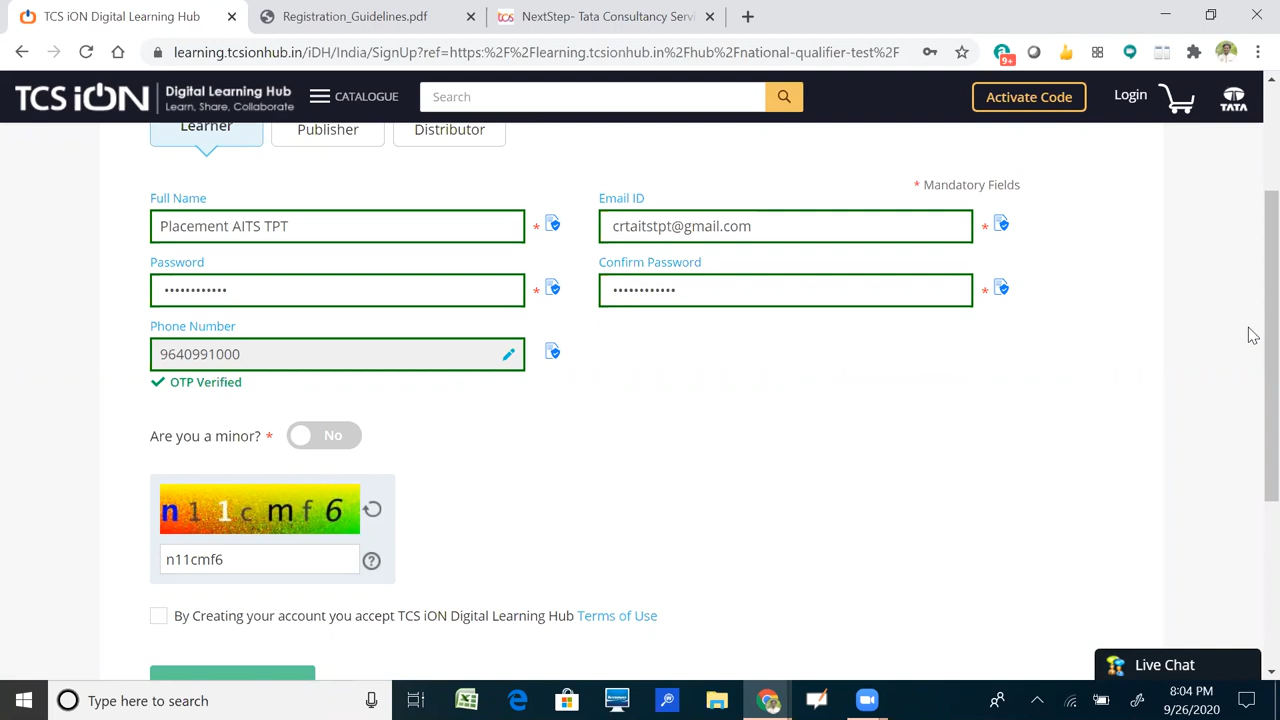 TCS iON Digital Learning Hub
Registration_Guidelines.pdf
NextStep- Tata Consultancy Servi
learning.tcsionhub.in/iDH/India/SignUp?ref=https:%2F%2Flearning.tcsionhub.in%2Fhub%2Fnational-qualifier-test%2F
9+
TCS iON
Digital Learning Hub
Learn, Share, Collaborate
CATALOGUE
Search
Activate Code
Login
TATA
Learner
Publisher
Distributor
* Mandatory Fields
Full Name
Email ID
Placement AITS TPT
*
crtaitstpt@gmail.com
*
Password
Confirm Password
•••••••••••• *
•••••••••••• *
Phone Number
9640991000
OTP Verified
Are you a minor? * No
n11cmf6
n11cmf6
?
By Creating your account you accept TCS iON Digital Learning Hub Terms of Use
Live Chat
Type here to search
8:04 PM
9/26/2020